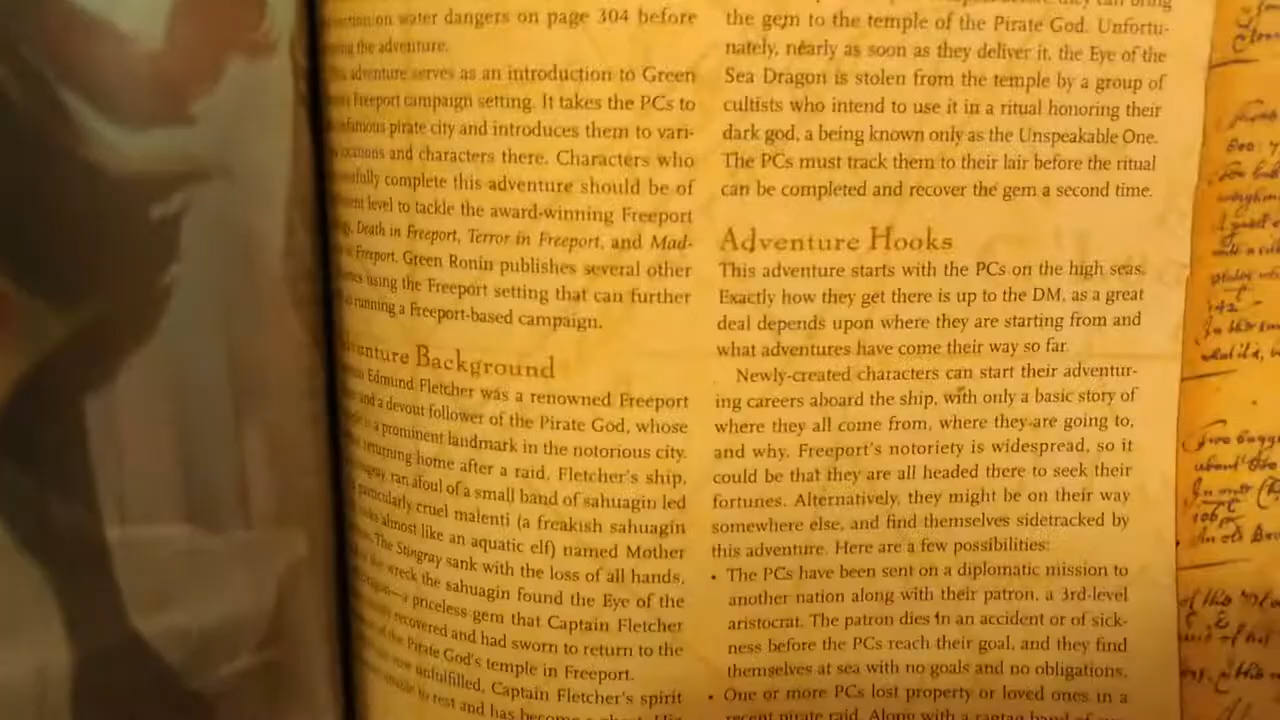 on water dangers on page 304 before
the adventure.
adventure serves as an introduction to Green
Freeport campaign setting. It takes the PCs to
pirate city and introduces them to vari-
and characters there. Characters who
complete this adventure should be of
level to tackle the award-winning Freeport
Death in Freeport, Terror in Freeport, and Mad-
Freeport. Green Ronin publishes several other
using the Freeport setting that can further
running a Freeport-based campaign.
Background
Edmund Fletcher was a renowned Freeport
and a devout follower of the Pirate God, whose
is a prominent landmark in the notorious city.
returning home after a raid, Fletcher's ship,
ran afoul of a small band of sahuagin led
particularly cruel malenti (a freakish sahuagin
almost like an aquatic elf) named Mother
The Stingray sank with the loss of all hands,
the wreck the sahuagin found the Eye of the
a priceless gem that Captain Fletcher
recovered and had sworn to return to the
of the Pirate God's temple in Freeport.
unfulfilled, Captain Fletcher's spirit
to rest and has become
the gem to the temple of the Pirate God. Unfortu-
nately, nearly as soon as they deliver it, the Eye of the
Sea Dragon is stolen from the temple by a group of
cultists who intend to use it in a ritual honoring their
dark god, a being known only as the Unspeakable One.
The PCs must track them to their lair before the ritual
can be completed and recover the gem a second time.
Adventure Hooks
This adventure starts with the PCs on the high seas.
Exactly how they get there is up to the DM, as a great
deal depends upon where they are starting from and
what adventures have come their way so far.
Newly-created characters can start their adventur-
ing careers aboard the ship, with only a basic story of
where they all come from, where they are going to,
and why. Freeport's notoriety is widespread, so it
could be that they are all headed there to seek their
fortunes. Alternatively, they might be on their way
somewhere else, and find themselves sidetracked by
this adventure. Here are a few possibilities:
• The PCs have been sent on a diplomatic mission to
another nation along with their patron, a 3rd-level
aristocrat. The patron dies in an accident or of sick-
ness before the PCs reach their goal, and they find
themselves at sea with no goals and no obligations.
• One or more PCs lost property or loved ones in a
recent pirate raid. Along with a ragtag band of